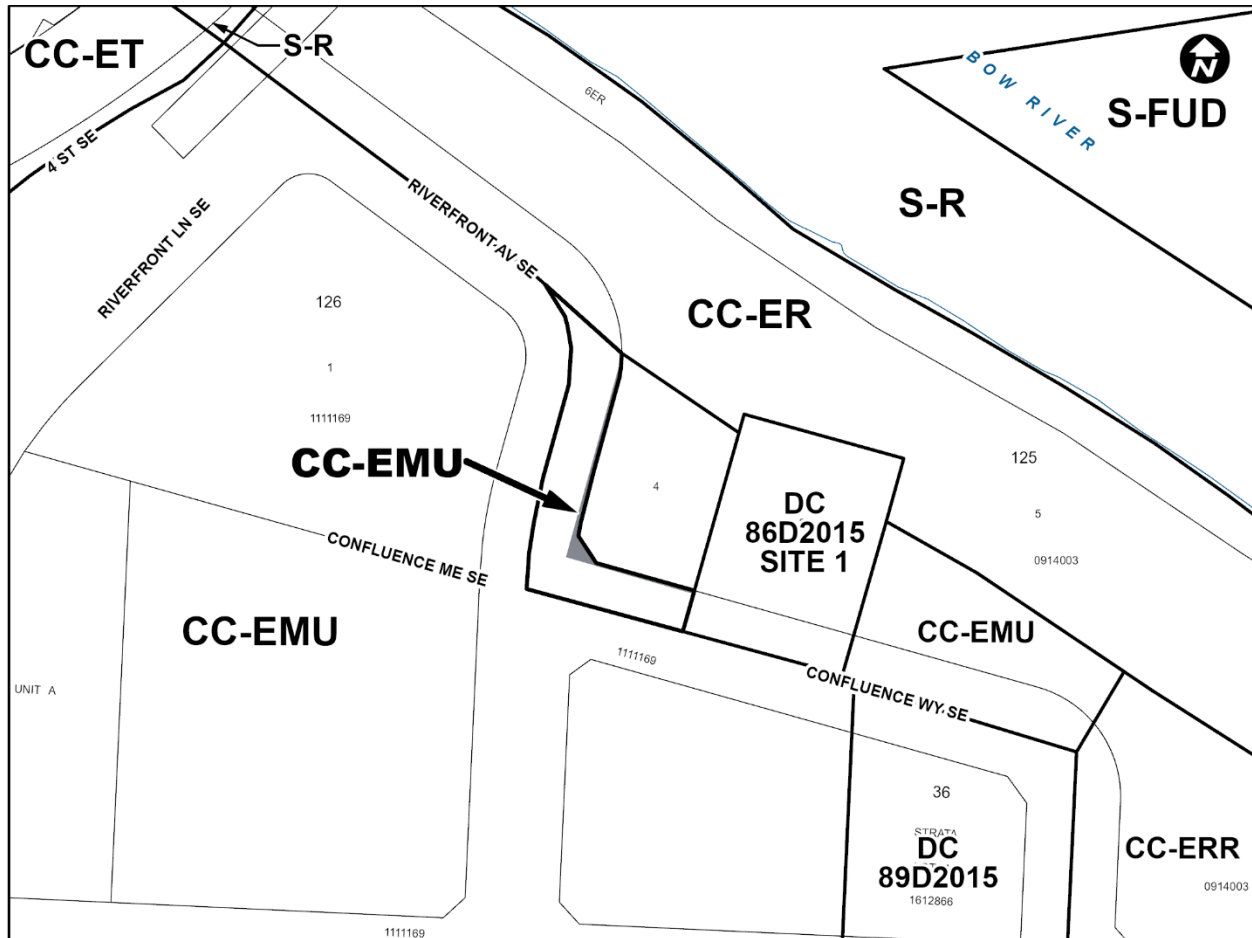 CC-ET
S-R
N
BOW RIVER
S-FUD
6ER
4 ST SE
S-R
RIVERFRONT LN SE
RIVERFRONT AV SE
126
CC-ER
1
1111169
CC-EMU
125
4
DC
86D2015
SITE 1
5
0914003
CONFLUENCE ME SE
CC-EMU
CC-EMU
1111169
UNIT A
CONFLUENCE WY SE
36
STRATA
DC
89D2015
1612866
CC-ERR
0914003
1111169